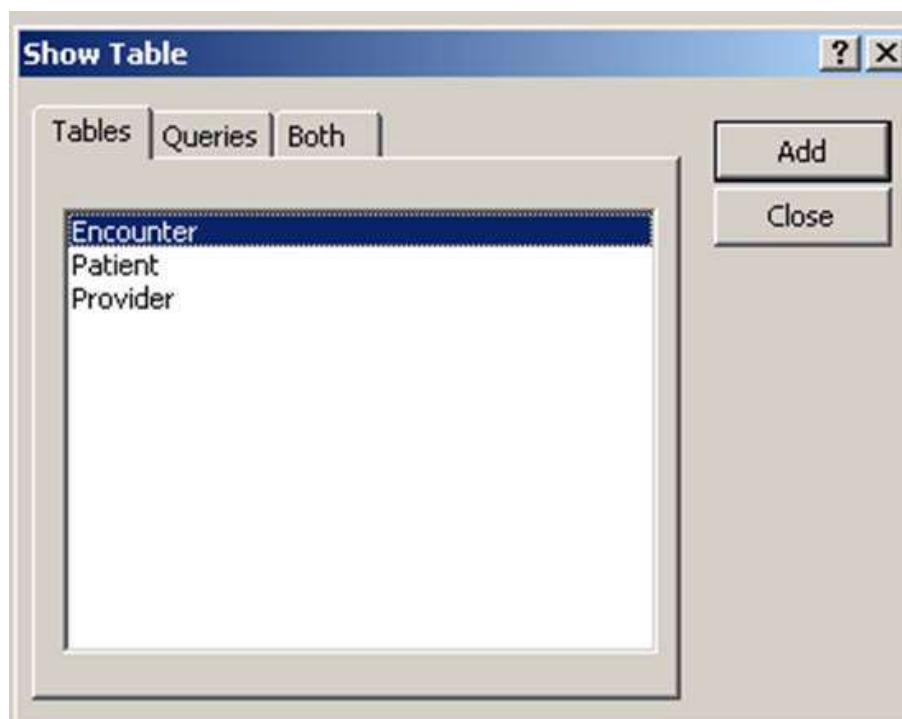 Show Table
Tables Queries Both
Add
Close
Encounter
Patient
Provider